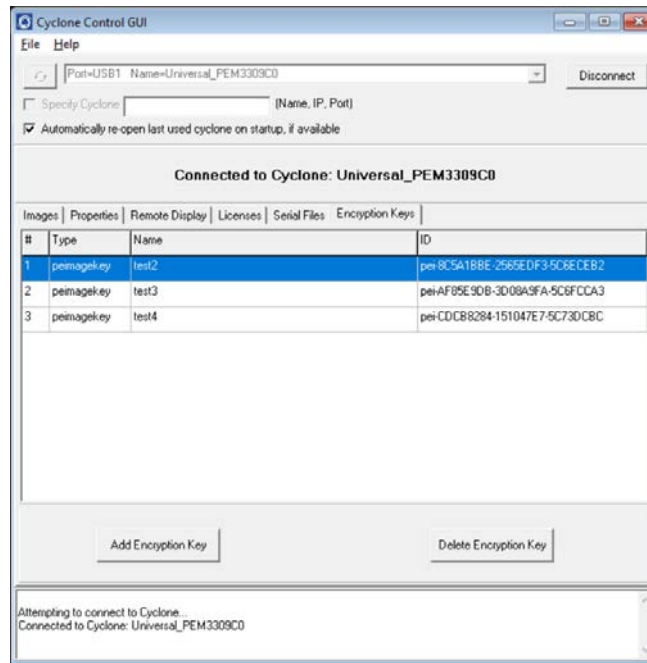 Cyclone Control GUI
File Help
Port=USB1 Name=Universal_PEM3309C0
Disconnect
Specify Cyclone (Name, IP, Port)
Automatically re-open last used cyclone on startup, if available
Connected to Cyclone: Universal_PEM3309C0
Images Properties Remote Display Licenses Serial Files Encryption Keys
# Type Name ID
1 peimagekey test2 pei-8C5A1BBE-2565EDF3-5C6ECEB2
2 peimagekey test3 pei-AF85E9DB-3D08A9FA-5C6FCCA3
3 peimagekey test4 pei-CDCB8284-151047E7-5C73DCBC
Add Encryption Key Delete Encryption Key
Attempting to connect to Cyclone...
Connected to Cyclone: Universal_PEM3309C0